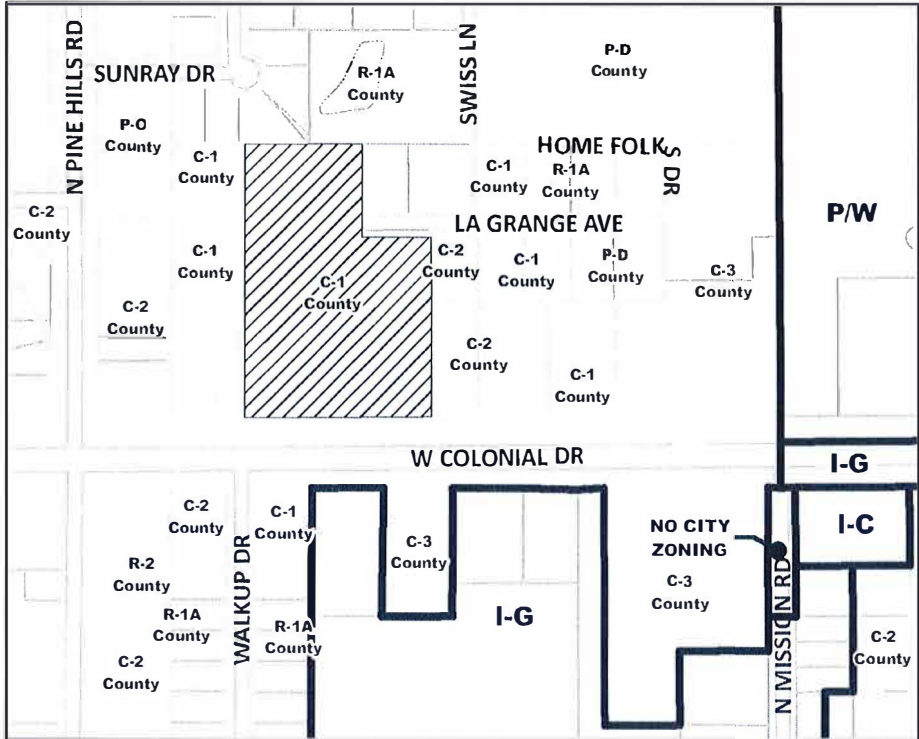 N PINE HILLS RD
SUNRAY DR
R-1A
County
SWISS LN
P-D
County
P-O
County
C-1
County
HOME FOLK
S DR
C-1
County
R-1A
County
C-2
County
LA GRANGE AVE
P/W
C-1
County
C-1
County
C-2
County
C-1
County
P-D
County
C-3
County
C-2
County
C-2
County
C-1
County
W COLONIAL DR
I-G
C-2
County
C-1
County
C-3
County
NO CITY
ZONING
I-C
R-2
County
C-3
County
R-1A
County
WALKUP DR
R-1A
County
I-G
N MISSION RD
C-2
County
C-2
County